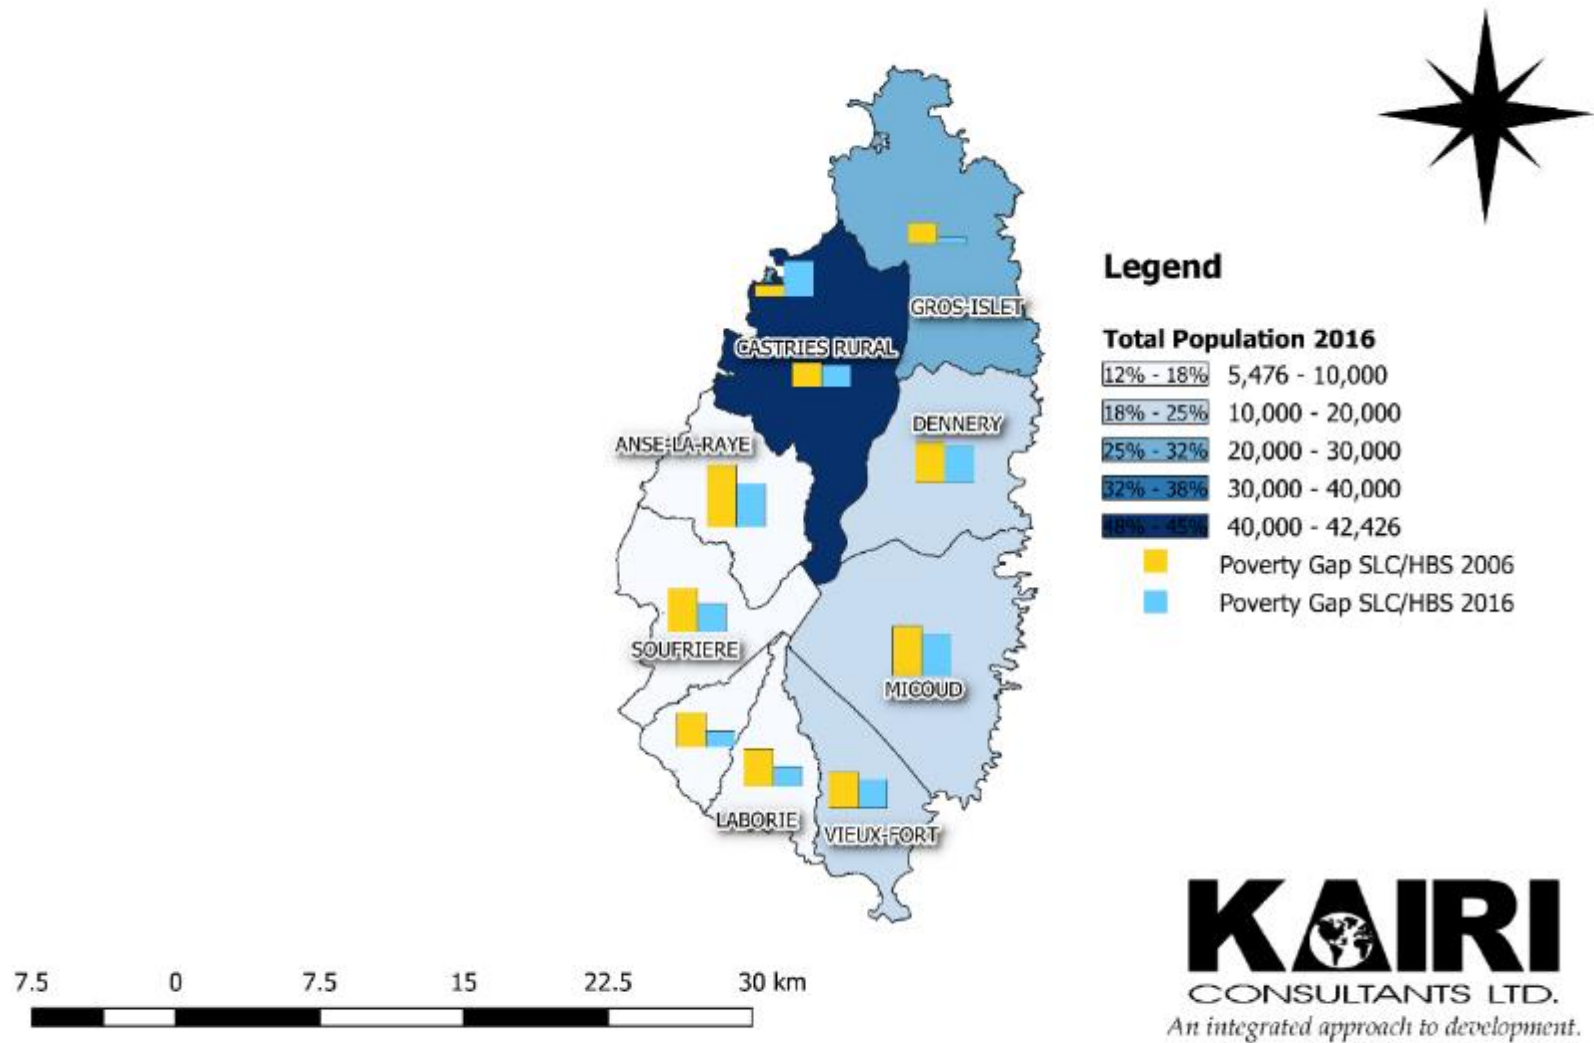 GROS-ISLET
CASTRIES RURAL
DENNERY
ANSE-LA-RAYE
SOUFRIERE
MICOUD
LABORIE
VIEUX-FORT
Legend
Total Population 2016
12% - 18% 5,476 - 10,000
18% - 25% 10,000 - 20,000
25% - 32% 20,000 - 30,000
32% - 38% 30,000 - 40,000
48% - 45% 40,000 - 42,426
Poverty Gap SLC/HBS 2006
Poverty Gap SLC/HBS 2016
7.5 0 7.5 15 22.5 30 km
KAIRI
CONSULTANTS LTD.
An integrated approach to development.